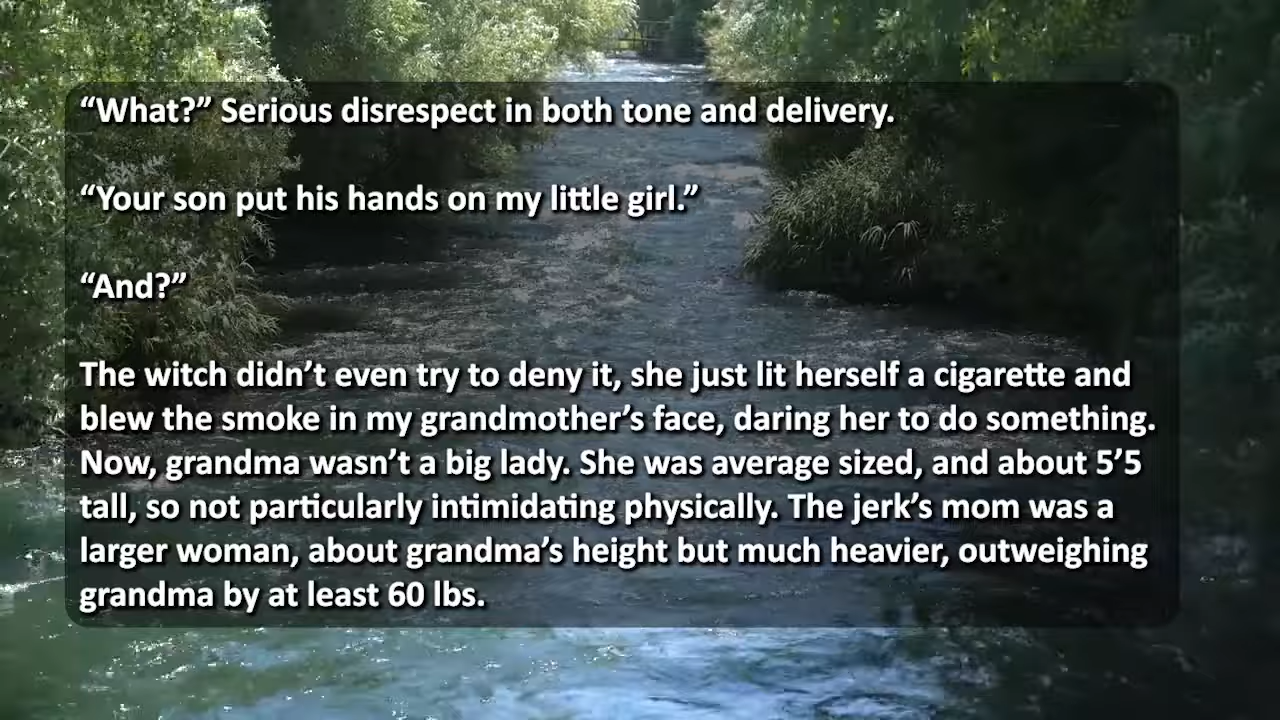 “What?” Serious disrespect in both tone and delivery.
“Your son put his hands on my little girl.”
“And?”
The witch didn’t even try to deny it, she just lit herself a cigarette and
blew the smoke in my grandmother’s face, daring her to do something.
Now, grandma wasn’t a big lady. She was average sized, and about 5’5
tall, so not particularly intimidating physically. The jerk’s mom was a
larger woman, about grandma’s height but much heavier, outweighing
grandma by at least 60 lbs.